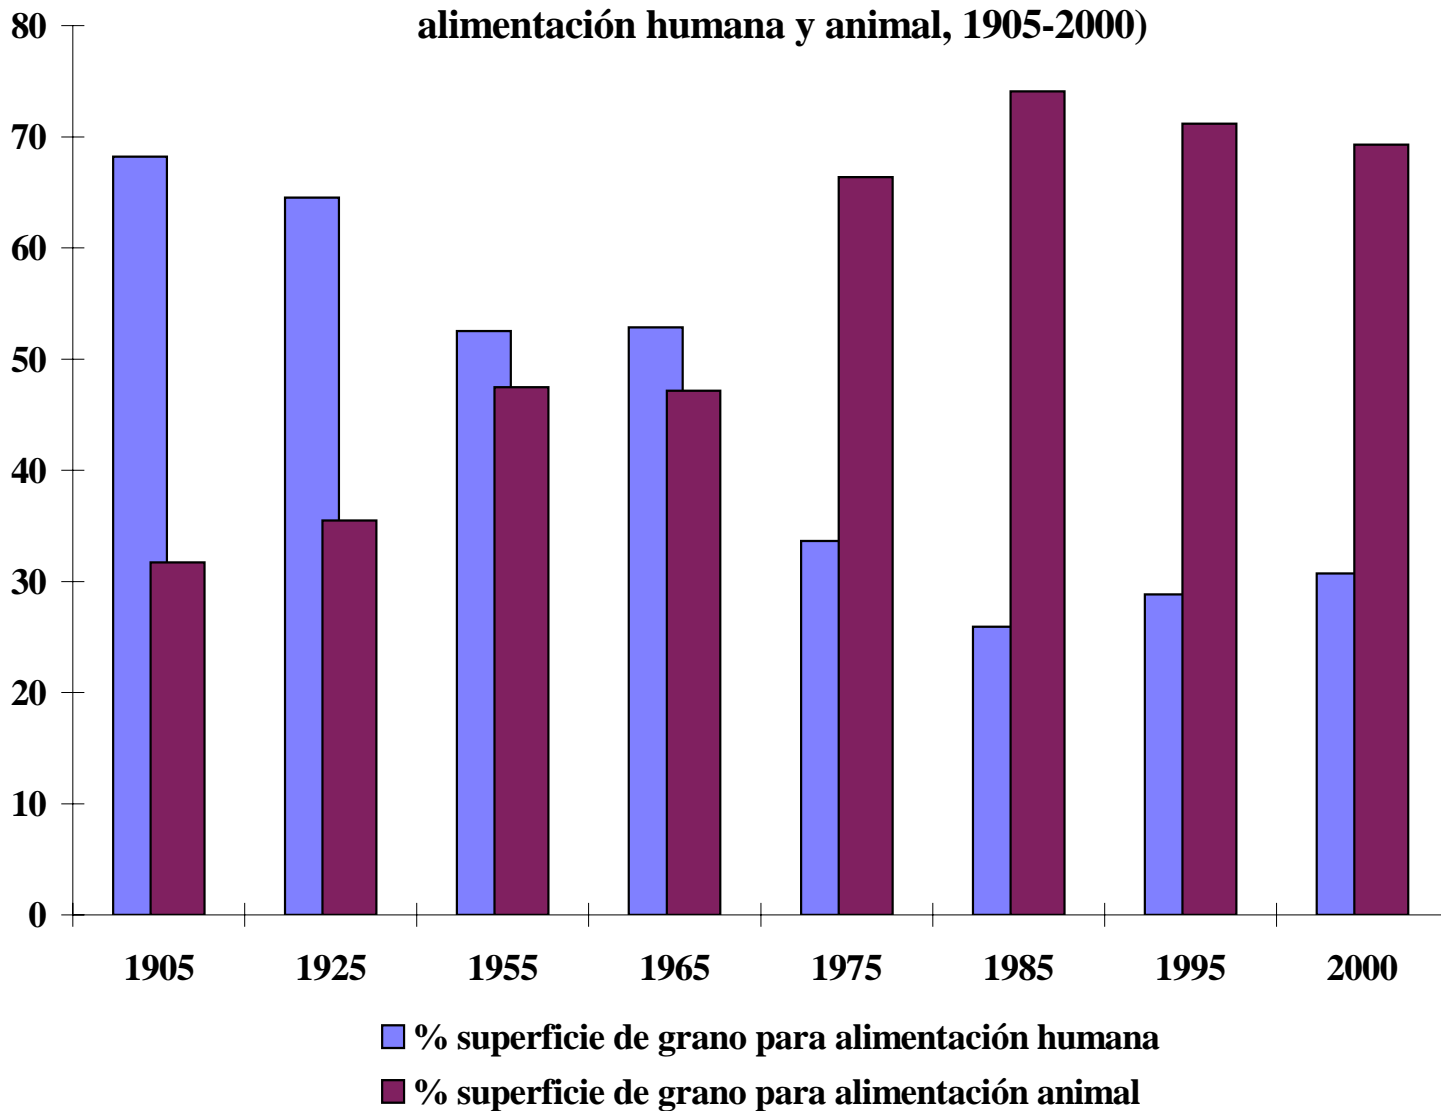 alimentación humana y animal, 1905-2000)
80
70
60
50
40
30
20
10
0
1905 1925 1955 1965 1975 1985 1995 2000
% superficie de grano para alimentación humana
% superficie de grano para alimentación animal